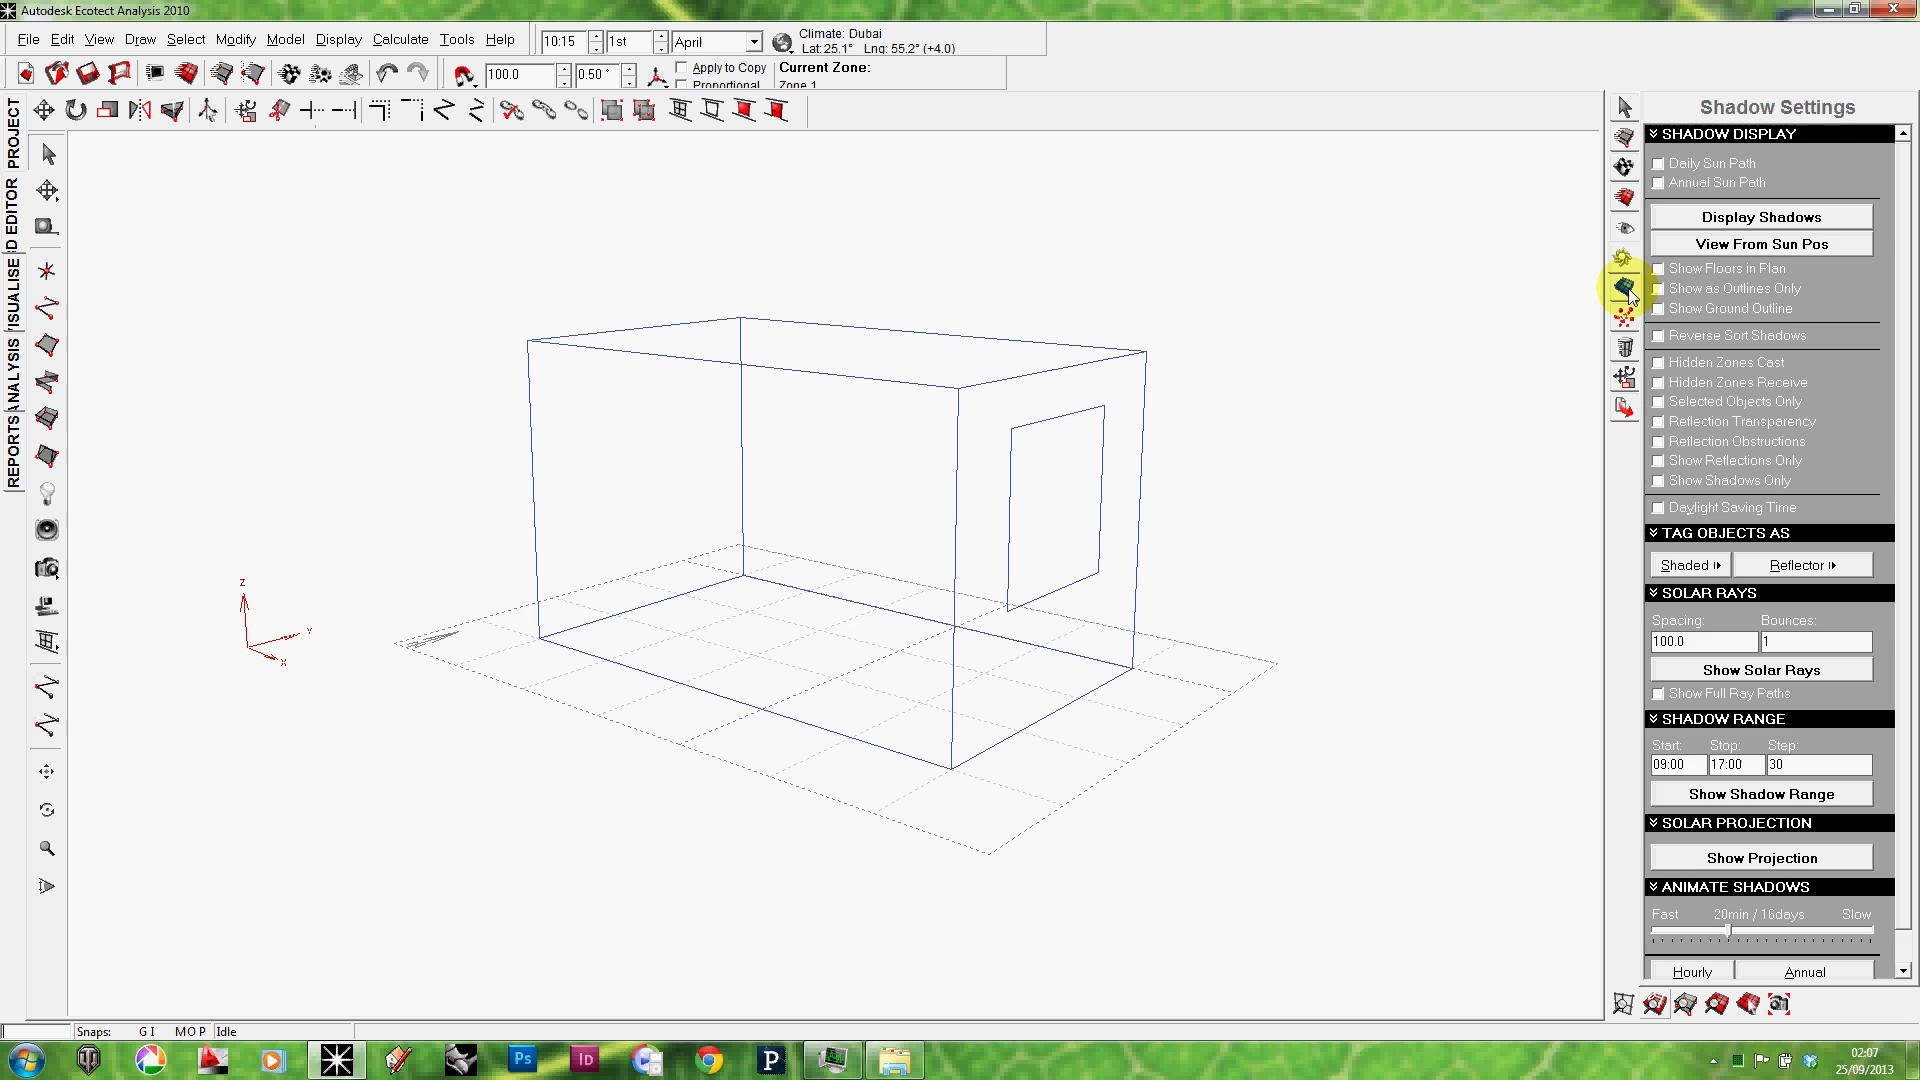 Autodesk Ecotect Analysis 2010
File Edit View Draw Select Modify Model Display Calculate Tools Help
10:15 1st April
Climate: Dubai
Lat: 25.1° Lng: 55.2° (+4.0)
100.0 0.50 °
Apply to Copy
Proportional
Current Zone:
Zone 1
PROJECT
D EDITOR
VISUALISE
ANALYSIS
REPORTS
Z
Y
X
Shadow Settings
SHADOW DISPLAY
Daily Sun Path
Annual Sun Path
Display Shadows
View From Sun Pos
Show Floors in Plan
Show as Outlines Only
Show Ground Outline
Reverse Sort Shadows
Hidden Zones Cast
Hidden Zones Receive
Selected Objects Only
Reflection Transparency
Reflection Obstructions
Show Reflections Only
Show Shadows Only
Daylight Saving Time
TAG OBJECTS AS
Shaded Reflector
SOLAR RAYS
Spacing: Bounces:
100.0 1
Show Solar Rays
Show Full Ray Paths
SHADOW RANGE
Start: Stop: Step:
09:00 17:00 30
Show Shadow Range
SOLAR PROJECTION
Show Projection
ANIMATE SHADOWS
Fast 20min / 16days Slow
Hourly Annual
Snaps: G I M O P Idle
Ps
Id
P
02:07
25/09/2013